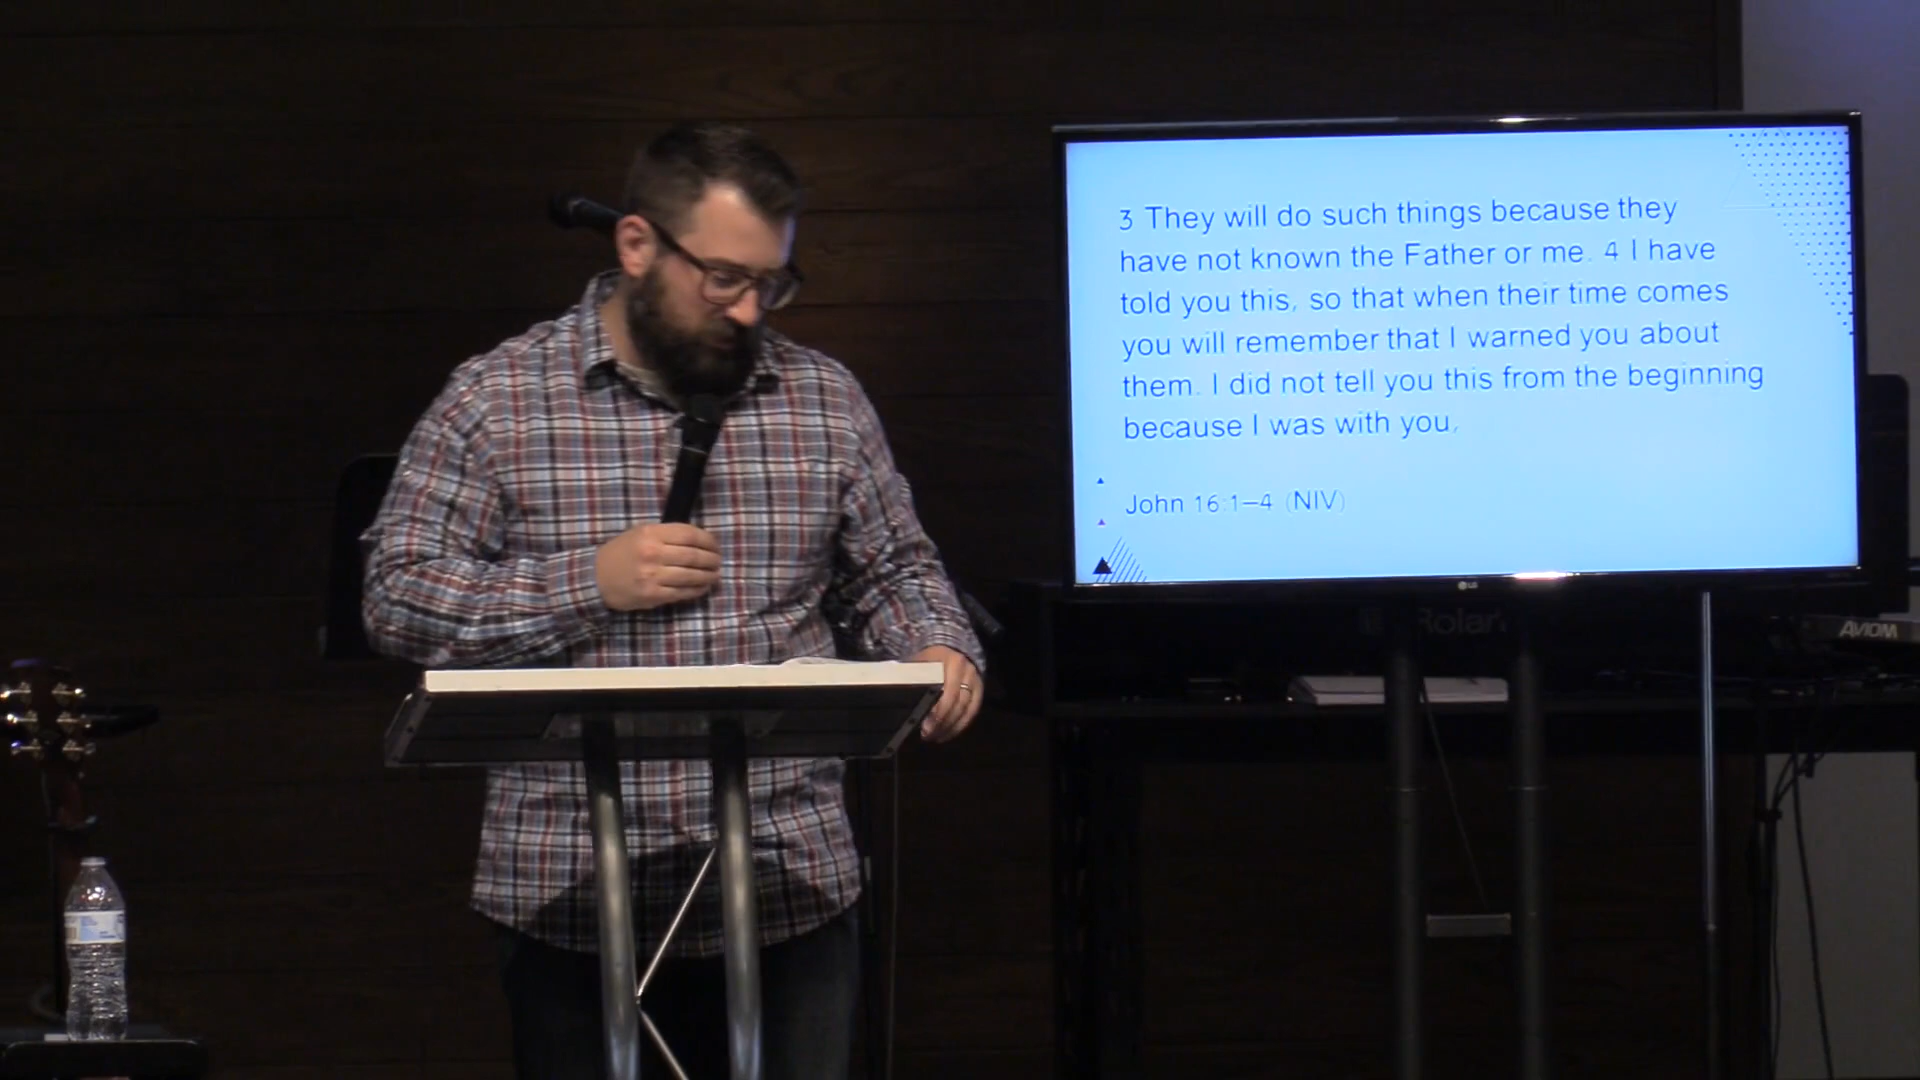 3 They will do such things because they
have not known the Father or me. 4 I have
told you this, so that when their time comes
you will remember that I warned you about
them. I did not tell you this from the beginning
because I was with you,
John 16:1–4 (NIV)
LG
Roland
AVIOM